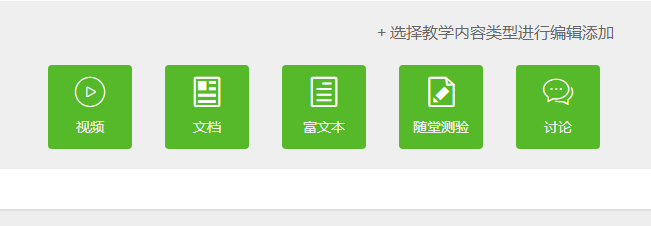 + 选择教学内容类型进行编辑添加
视频
文档
富文本
随堂测验
讨论